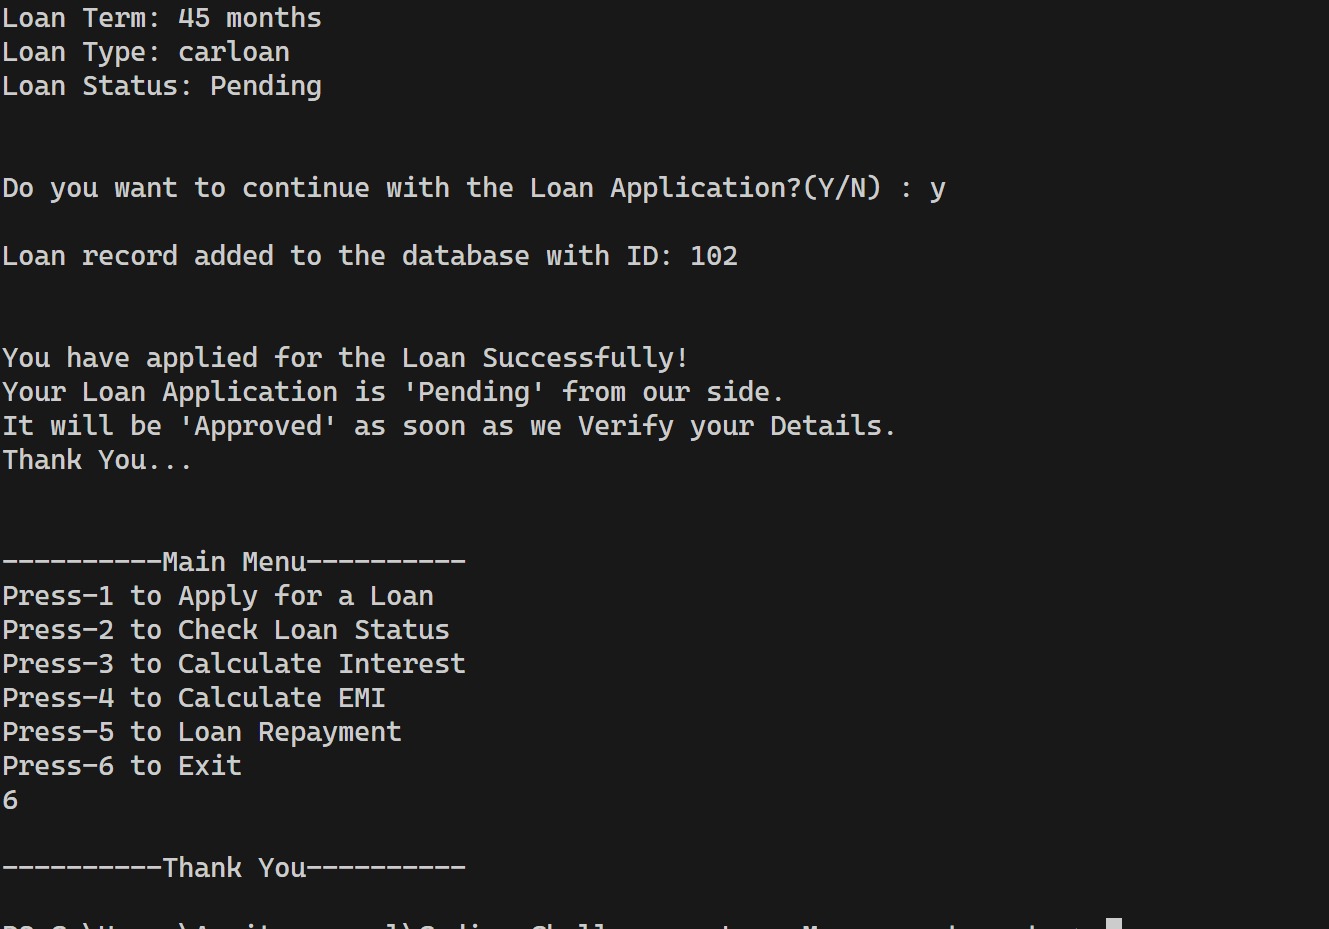 Loan Term: 45 months
Loan Type: carloan
Loan Status: Pending
Do you want to continue with the Loan Application?(Y/N) : y
Loan record added to the database with ID: 102
You have applied for the Loan Successfully!
Your Loan Application is 'Pending' from our side.
It will be 'Approved' as soon as we Verify your Details.
Thank You...
----------Main Menu----------
Press-1 to Apply for a Loan
Press-2 to Check Loan Status
Press-3 to Calculate Interest
Press-4 to Calculate EMI
Press-5 to Loan Repayment
Press-6 to Exit
6
----------Thank You----------